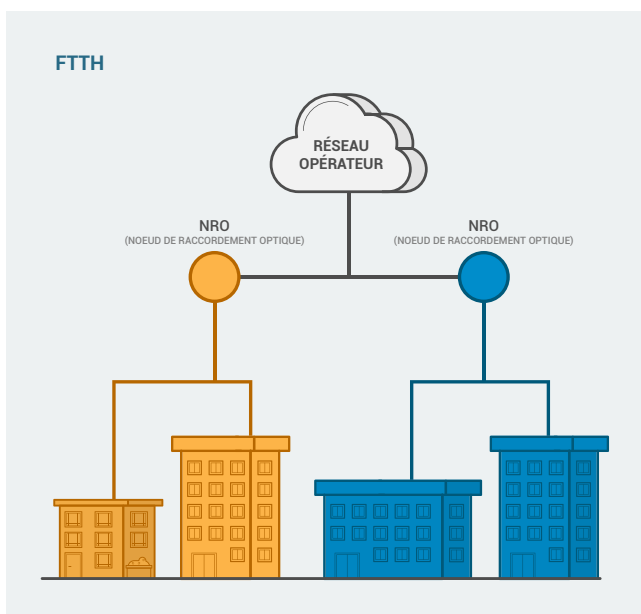 FTTH
RÉSEAU
OPÉRATEUR
NRO
(NOEUD DE RACCORDEMENT OPTIQUE)
NRO
(NOEUD DE RACCORDEMENT OPTIQUE)